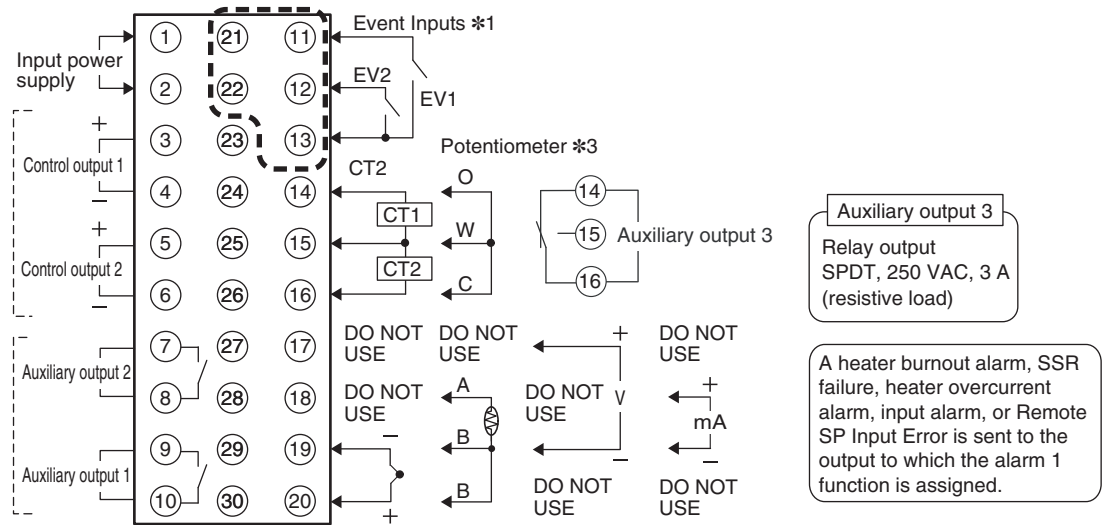 Event Inputs *1
Input power
supply
1 21 11
2 22 12
EV2
EV1
+
Control output 1
−
3 23 13
4 24 14
Potentiometer *3
CT2
CT1
CT2
O
W
C
14
15 Auxiliary output 3
16
+
Control output 2
−
5 25 15
6 26 16
Auxiliary output 2
7 27 17
8 28 18
Auxiliary output 1
9 29 19
10 30 20
DO NOT
USE
DO NOT
USE
−
+
DO NOT
USE
A
B
B
+
DO NOT
USE
V
−
DO NOT
USE
DO NOT
USE
+
mA
−
DO NOT
USE
Auxiliary output 3
Relay output
SPDT, 250 VAC, 3 A
(resistive load)
A heater burnout alarm, SSR
failure, heater overcurrent
alarm, input alarm, or Remote
SP Input Error is sent to the
output to which the alarm 1
function is assigned.